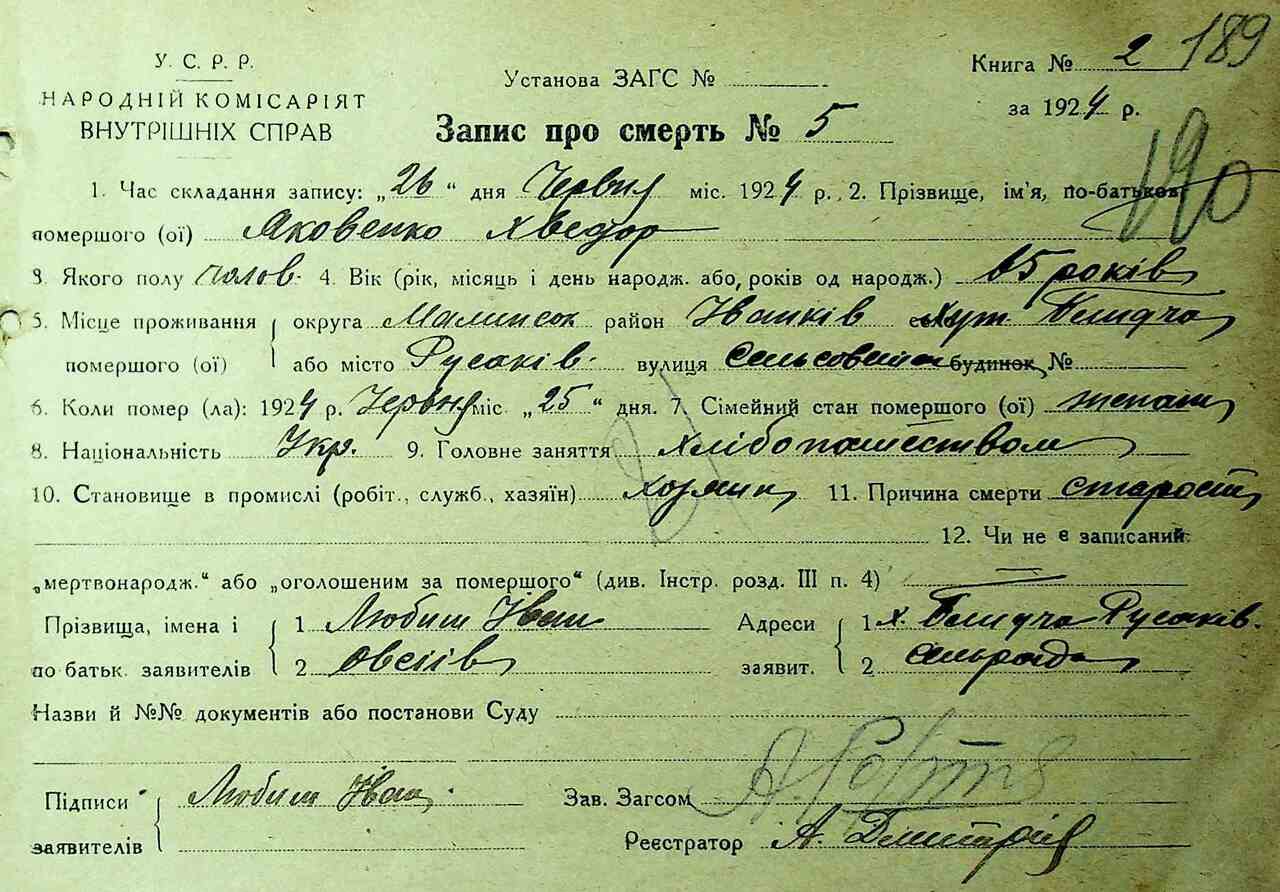 189
У. С. Р. Р.
НАРОДНІЙ КОМІСАРІЯТ
ВНУТРІШНІХ СПРАВ
Установа ЗАГС №
Книга № 2
за 1924 р.
Запис про смерть № 5
190
1. Час складання запису: „26“ дня Червня міс. 1924 р. 2. Прізвище, ім'я, по-батькові
помершого (ої) Яковенко Хведор
3. Якого полу 4. Вік (рік, місяць і день народж. або, років од народж.) 65 років
5. Місце проживання округа район Іванків хут.
помершого (ої) або місто Русаків. вулиця будинок №
6. Коли помер (ла): 1924 р. Червня міс. „25“ дня. 7. Сімейний стан помершого (ої) женат
8. Національність Укр. 9. Головне заняття хлібопашеством
10. Становище в промислі (робіт., служб., хазяїн) хозяин 11. Причина смерти старость
12. Чи не є записаний:
„мертвонародж.“ або „оголошеним за помершого“ (див. Інстр. розд. III п. 4) —
Прізвища, імена і 1 Іван Адреси 1 х. Русаків.
по батьк. заявителів 2 заявит. 2 сельрада
Назви й №№ документів або постанови Суду
Підписи Іван Зав. Загсом
заявителів Реєстратор А.